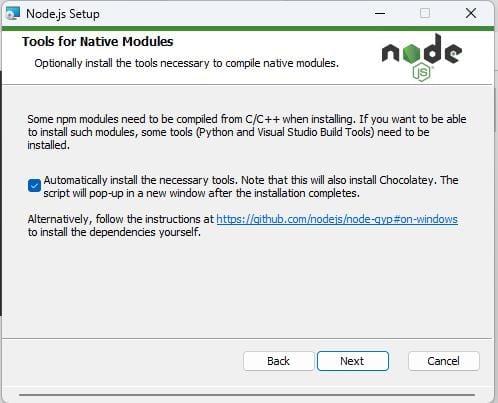 Node.js Setup
Tools for Native Modules
Optionally install the tools necessary to compile native modules.
node
JS
Some npm modules need to be compiled from C/C++ when installing. If you want to be able
to install such modules, some tools (Python and Visual Studio Build Tools) need to be
installed.
Automatically install the necessary tools. Note that this will also install Chocolatey. The
script will pop-up in a new window after the installation completes.
Alternatively, follow the instructions at https://github.com/nodejs/node-gyp#on-windows
to install the dependencies yourself.
Back Next Cancel